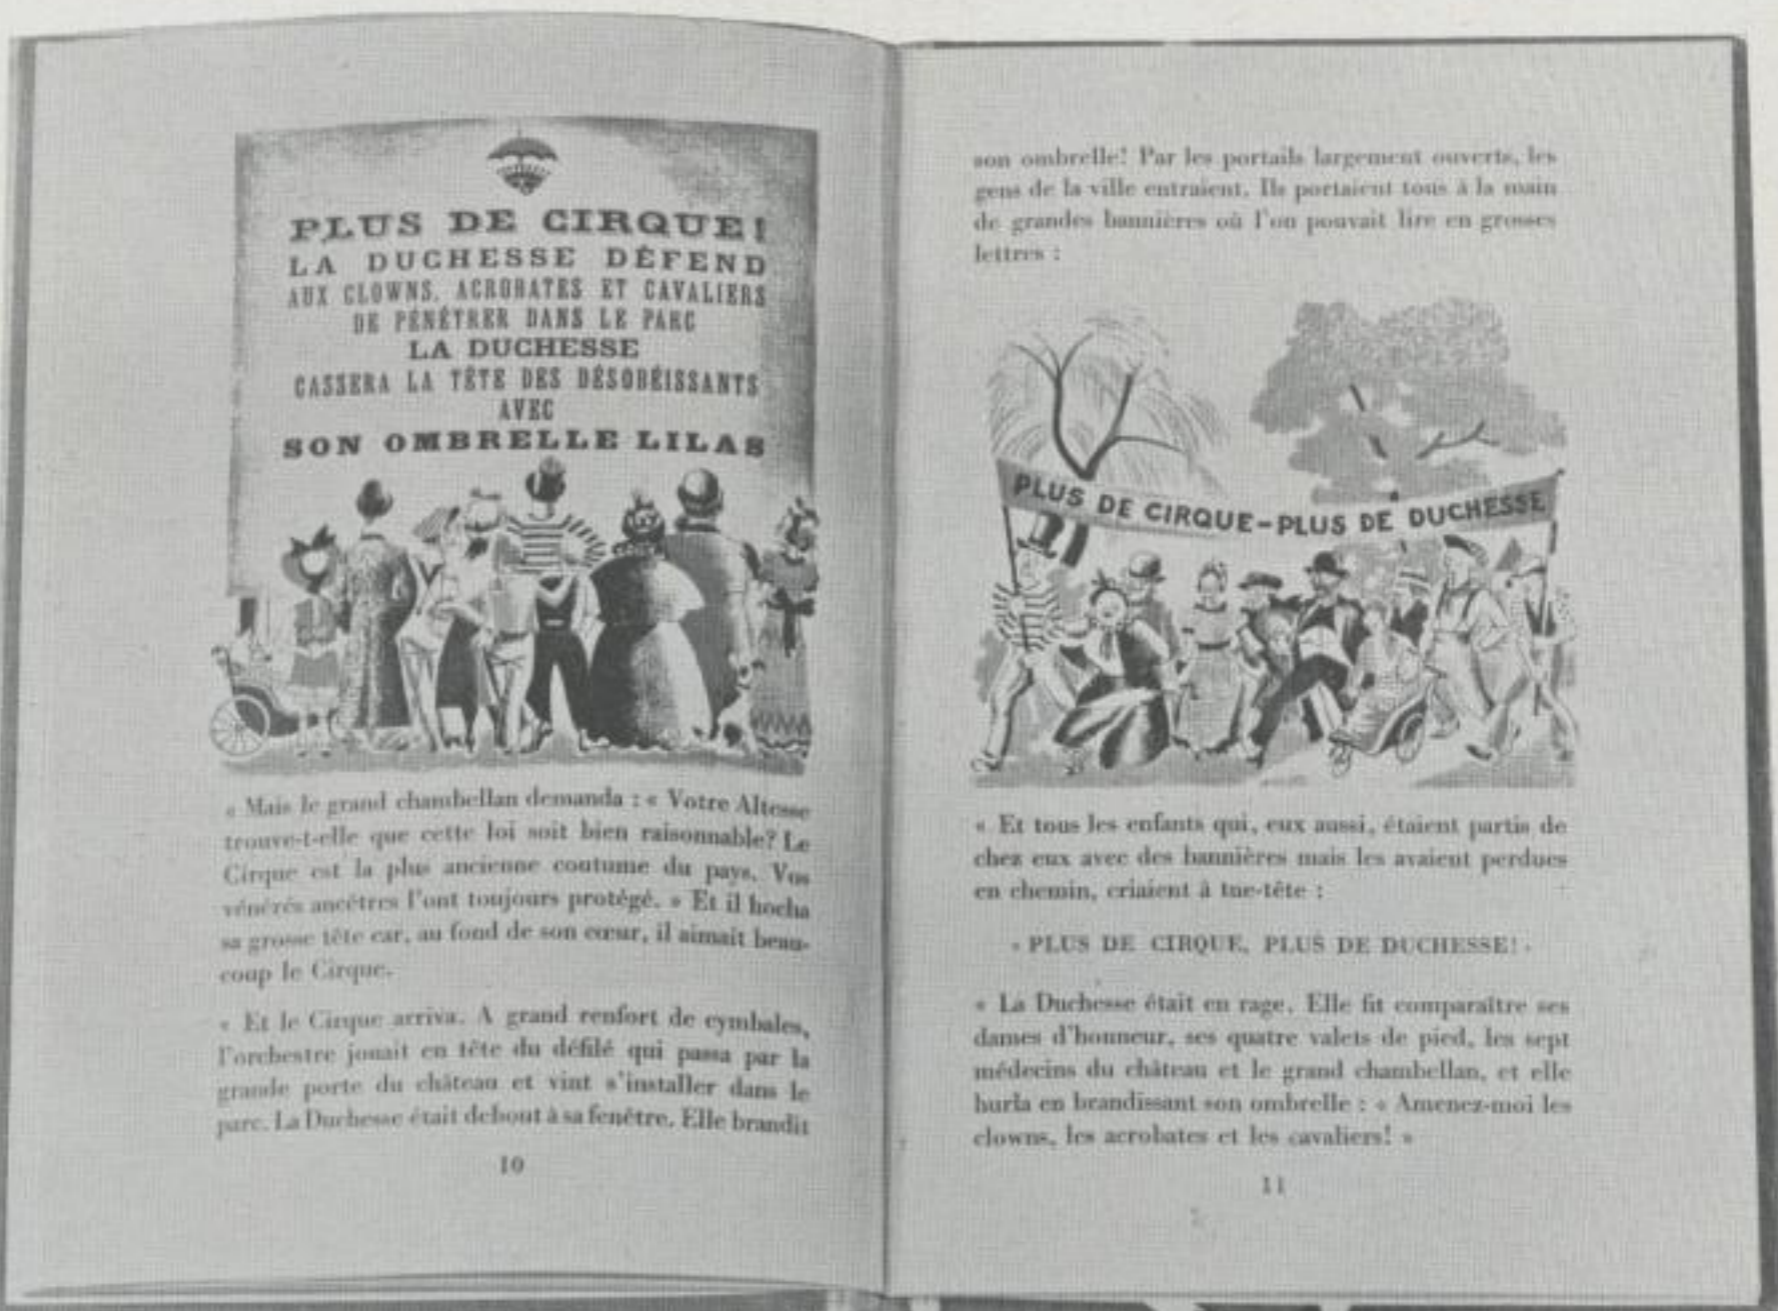 PLUS DE CIRQUE!
LA DUCHESSE DÉFEND
AUX CLOWNS, ACROBATES ET CAVALIERS
DE PÉNÉTRER DANS LE PARC
LA DUCHESSE
CASSERA LA TÊTE DES DÉSOBÉISSANTS
AVEC
SON OMBRELLE LILAS
« Mais le grand chambellan demanda : « Votre Altesse
trouve-t-elle que cette loi soit bien raisonnable? Le
Cirque est la plus ancienne coutume du pays. Vos
vénérés ancêtres l'ont toujours protégé. » Et il hocha
sa grosse tête car, au fond de son cœur, il aimait beau-
coup le Cirque.
« Et le Cirque arriva. A grand renfort de cymbales,
l'orchestre jouait en tête du défilé qui passa par la
grande porte du château et vint s'installer dans le
parc. La Duchesse était debout à sa fenêtre. Elle brandit
10
son ombrelle! Par les portails largement ouverts, les
gens de la ville entraient. Ils portaient tous à la main
de grandes bannières où l'on pouvait lire en grosses
lettres :
PLUS DE CIRQUE-PLUS DE DUCHESSE
« Et tous les enfants qui, eux aussi, étaient partis de
chez eux avec des bannières mais les avaient perdues
en chemin, criaient à tue-tête :
« PLUS DE CIRQUE, PLUS DE DUCHESSE! »
« La Duchesse était en rage. Elle fit comparaître ses
dames d'honneur, ses quatre valets de pied, les sept
médecins du château et le grand chambellan, et elle
hurla en brandissant son ombrelle : « Amenez-moi les
clowns, les acrobates et les cavaliers! »
11